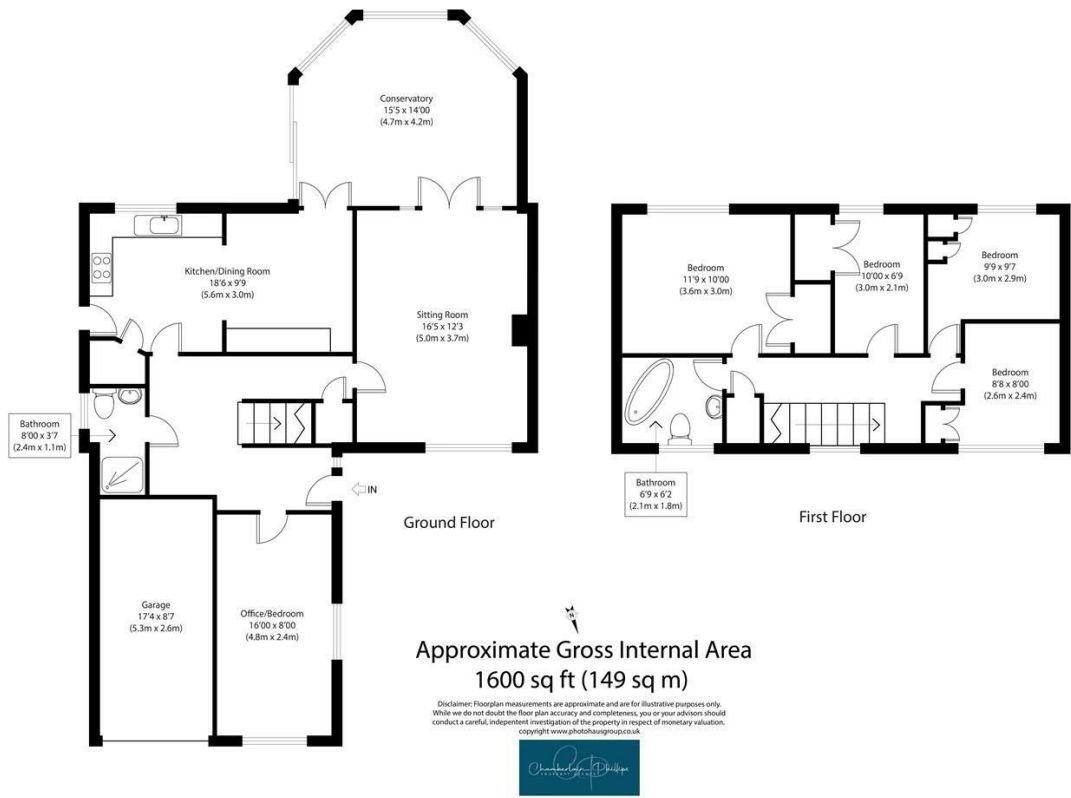 Conservatory
15'5 x 14'00
(4.7m x 4.2m)
Kitchen/Dining Room
18'6 x 9'9
(5.6m x 3.0m)
Sitting Room
16'5 x 12'3
(5.0m x 3.7m)
Bathroom
8'00 x 3'7
(2.4m x 1.1m)
IN
Ground Floor
Garage
17'4 x 8'7
(5.3m x 2.6m)
Office/Bedroom
16'00 x 8'00
(4.8m x 2.4m)
Bedroom
11'9 x 10'00
(3.6m x 3.0m)
Bedroom
10'00 x 6'9
(3.0m x 2.1m)
Bedroom
9'9 x 9'7
(3.0m x 2.9m)
Bedroom
8'8 x 8'00
(2.6m x 2.4m)
Bathroom
6'9 x 6'2
(2.1m x 1.8m)
First Floor
N
Approximate Gross Internal Area
1600 sq ft (149 sq m)
Disclaimer: Floorplan measurements are approximate and are for illustrative purposes only.
While we do not doubt the floor plan accuracy and completeness, you or your advisors should
conduct a careful, indepentent investigation of the property in respect of monetary valuation.
copyright www.photohausgroup.co.uk
Chamberlain Phillips
PROPERTY AGENTS